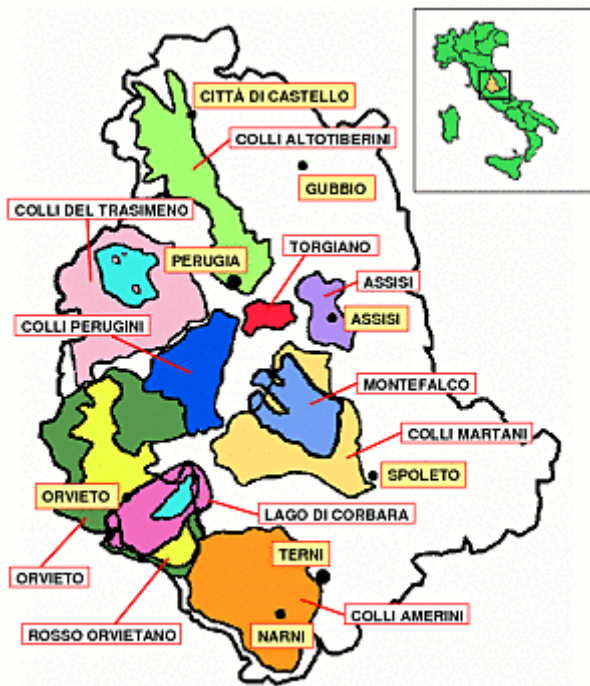 CITTÀ DI CASTELLO
COLLI ALTOTIBERINI
GUBBIO
COLLI DEL TRASIMENO
TORGIANO
PERUGIA
ASSISI
ASSISI
COLLI PERUGINI
MONTEFALCO
COLLI MARTANI
SPOLETO
ORVIETO
LAGO DI CORBARA
TERNI
ORVIETO
COLLI AMERINI
ROSSO ORVIETANO
NARNI